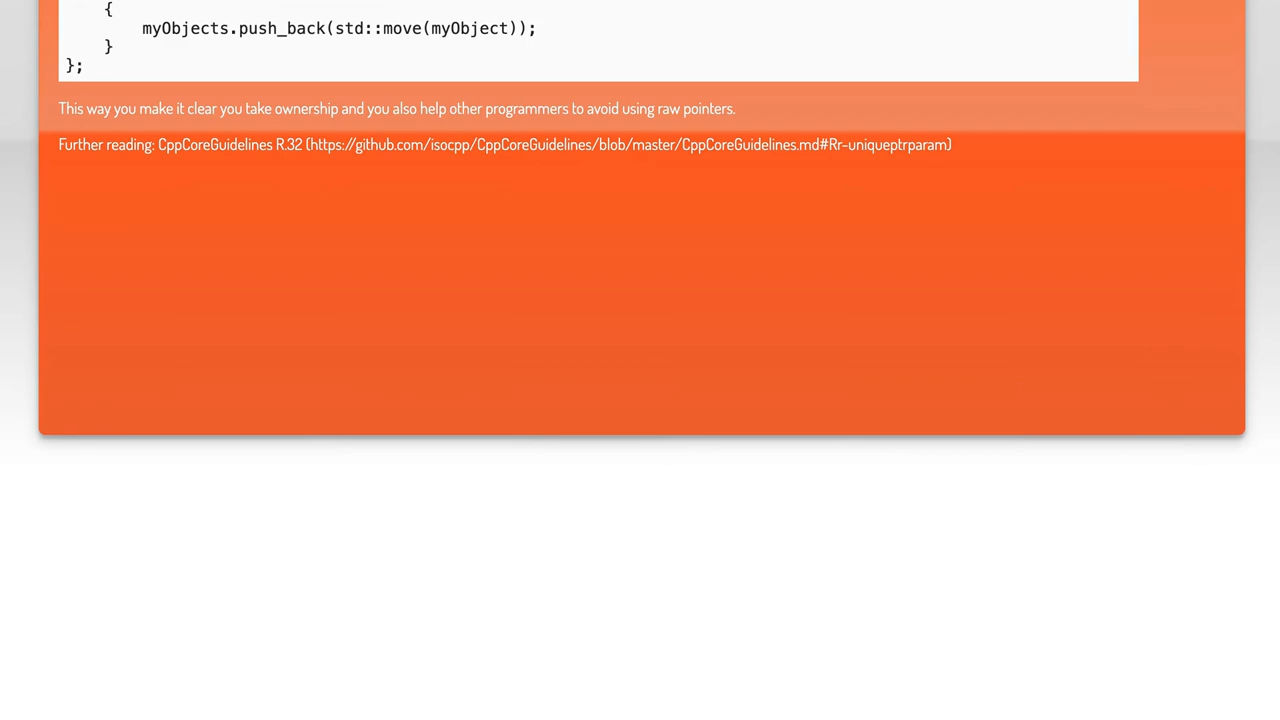 {
myObjects.push_back(std::move(myObject));
}
};
This way you make it clear you take ownership and you also help other programmers to avoid using raw pointers.
Further reading: CppCoreGuidelines R.32 (https://github.com/isocpp/CppCoreGuidelines/blob/master/CppCoreGuidelines.md#Rr-uniqueptrparam)